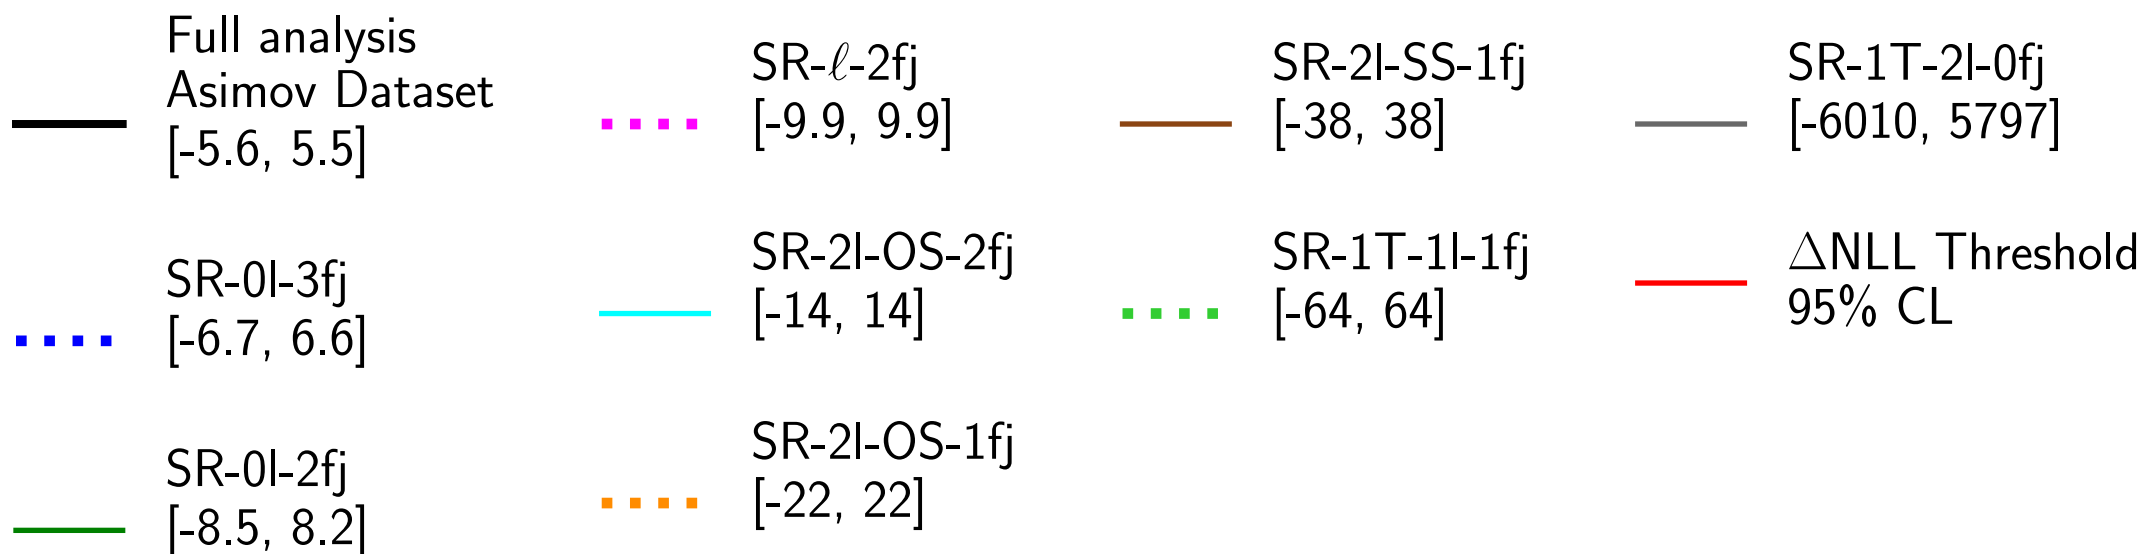 Full analysis
Asimov Dataset
[-5.6, 5.5]
SR-0l-3fj
[-6.7, 6.6]
SR-0l-2fj
[-8.5, 8.2]
SR-ℓ-2fj
[-9.9, 9.9]
SR-2l-OS-2fj
[-14, 14]
SR-2l-OS-1fj
[-22, 22]
SR-2l-SS-1fj
[-38, 38]
SR-1T-1l-1fj
[-64, 64]
SR-1T-2l-0fj
[-6010, 5797]
△NLL Threshold
95% CL